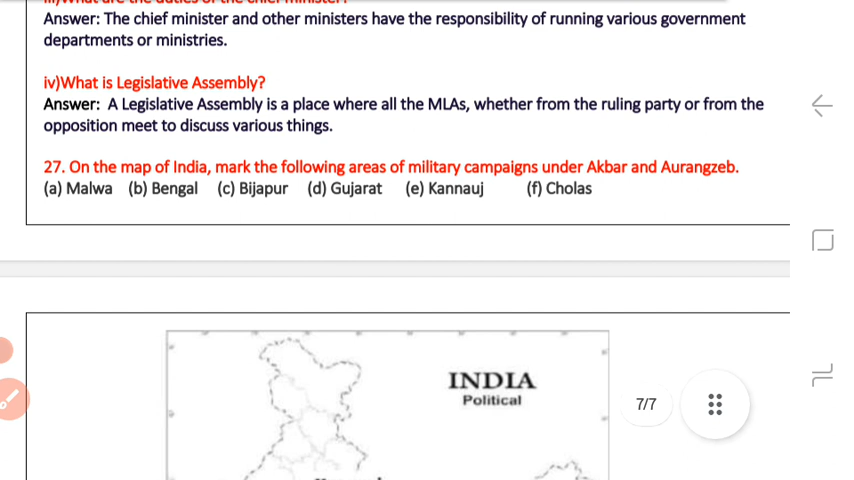 Answer: The chief minister and other ministers have the responsibility of running various government
departments or ministries.
iv)What is Legislative Assembly?
Answer: A Legislative Assembly is a place where all the MLAs, whether from the ruling party or from the
opposition meet to discuss various things.
27. On the map of India, mark the following areas of military campaigns under Akbar and Aurangzeb.
(a) Malwa (b) Bengal (c) Bijapur (d) Gujarat (e) Kannauj (f) Cholas
INDIA
Political
7/7